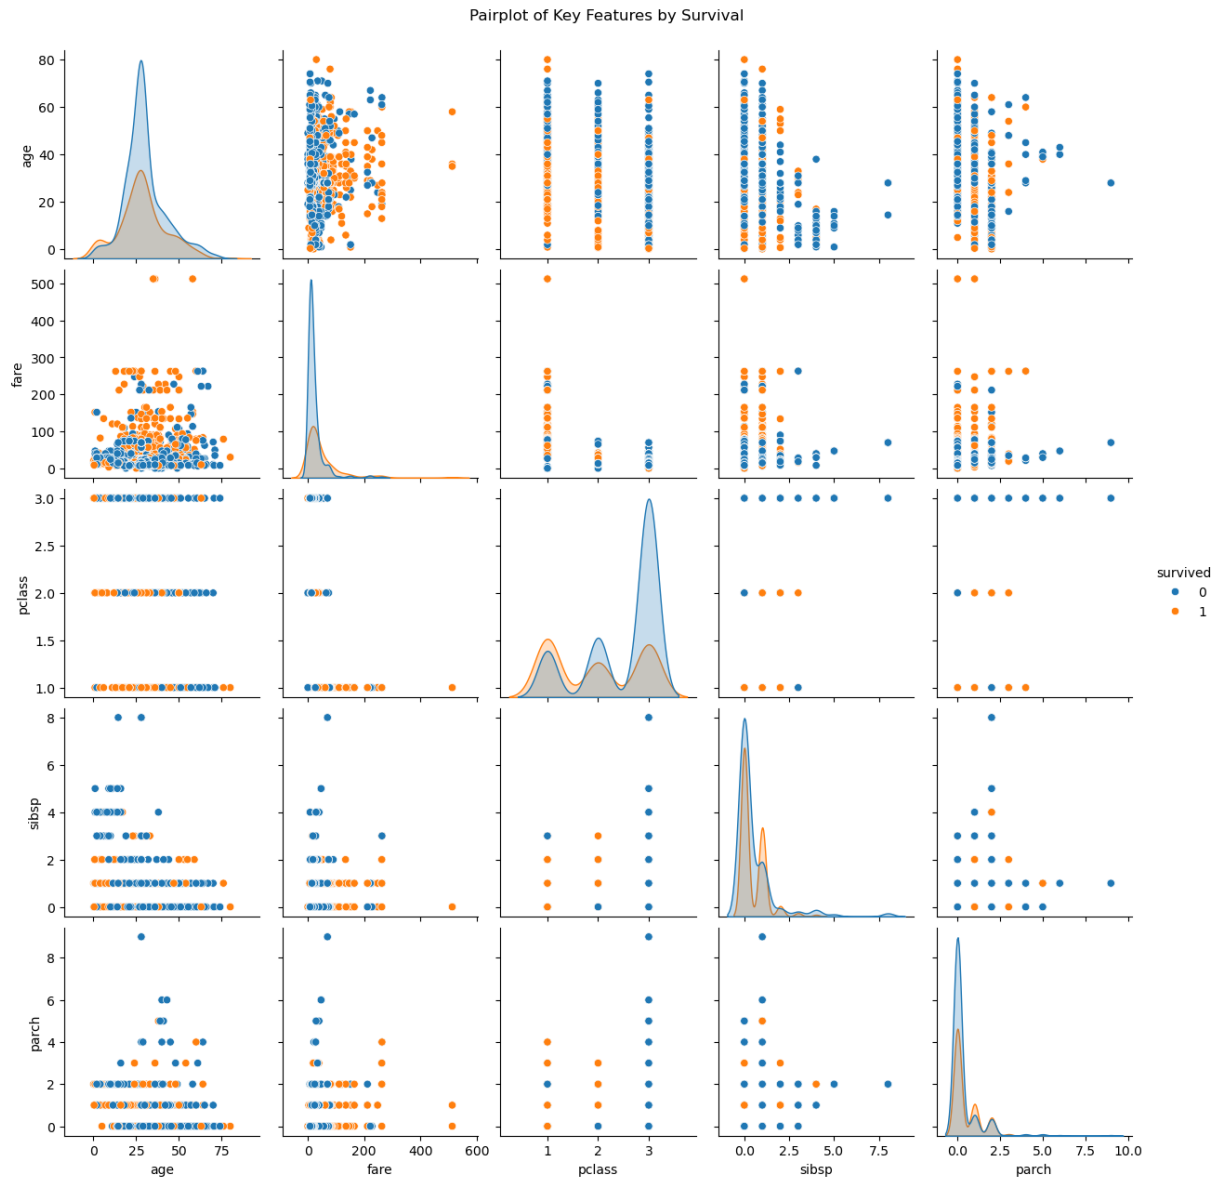 Pairplot of Key Features by Survival
80
60
40
20
0
age
500
400
300
200
100
0
fare
3.0
2.5
2.0
1.5
1.0
pclass
survived
0
1
8
6
4
2
0
sibsp
8
6
4
2
0
parch
0 25 50 75
age
0 200 400 600
fare
1 2 3
pclass
0.0 2.5 5.0 7.5
sibsp
0.0 2.5 5.0 7.5 10.0
parch